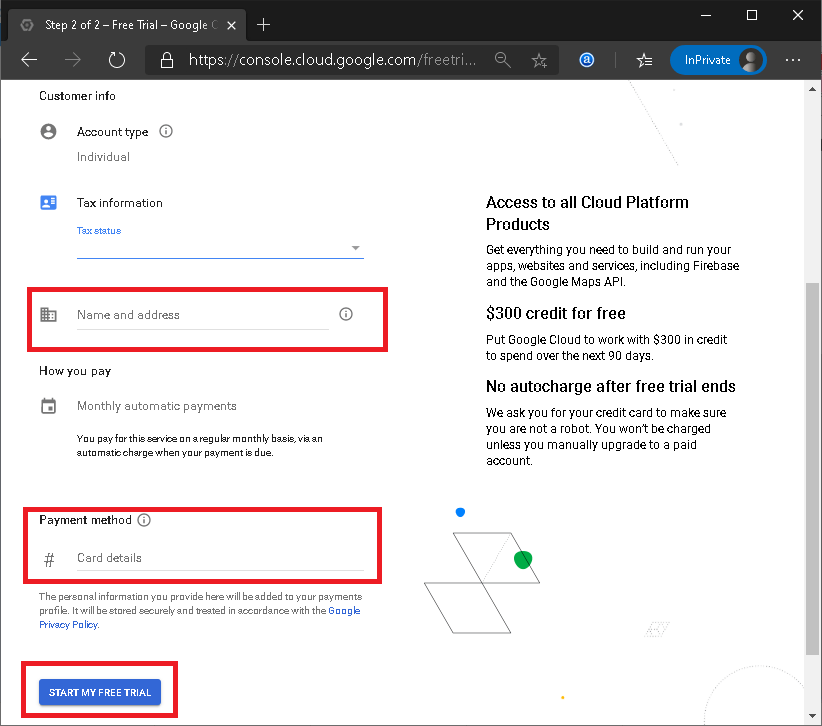 Step 2 of 2 – Free Trial – Google C
https://console.cloud.google.com/freetri...
InPrivate
Customer info
Account type
Individual
Tax information
Tax status
Name and address
How you pay
Monthly automatic payments
You pay for this service on a regular monthly basis, via an
automatic charge when your payment is due.
Payment method
# Card details
The personal information you provide here will be added to your payments
profile. It will be stored securely and treated in accordance with the Google
Privacy Policy.
START MY FREE TRIAL
Access to all Cloud Platform
Products
Get everything you need to build and run your
apps, websites and services, including Firebase
and the Google Maps API.
$300 credit for free
Put Google Cloud to work with $300 in credit
to spend over the next 90 days.
No autocharge after free trial ends
We ask you for your credit card to make sure
you are not a robot. You won't be charged
unless you manually upgrade to a paid
account.